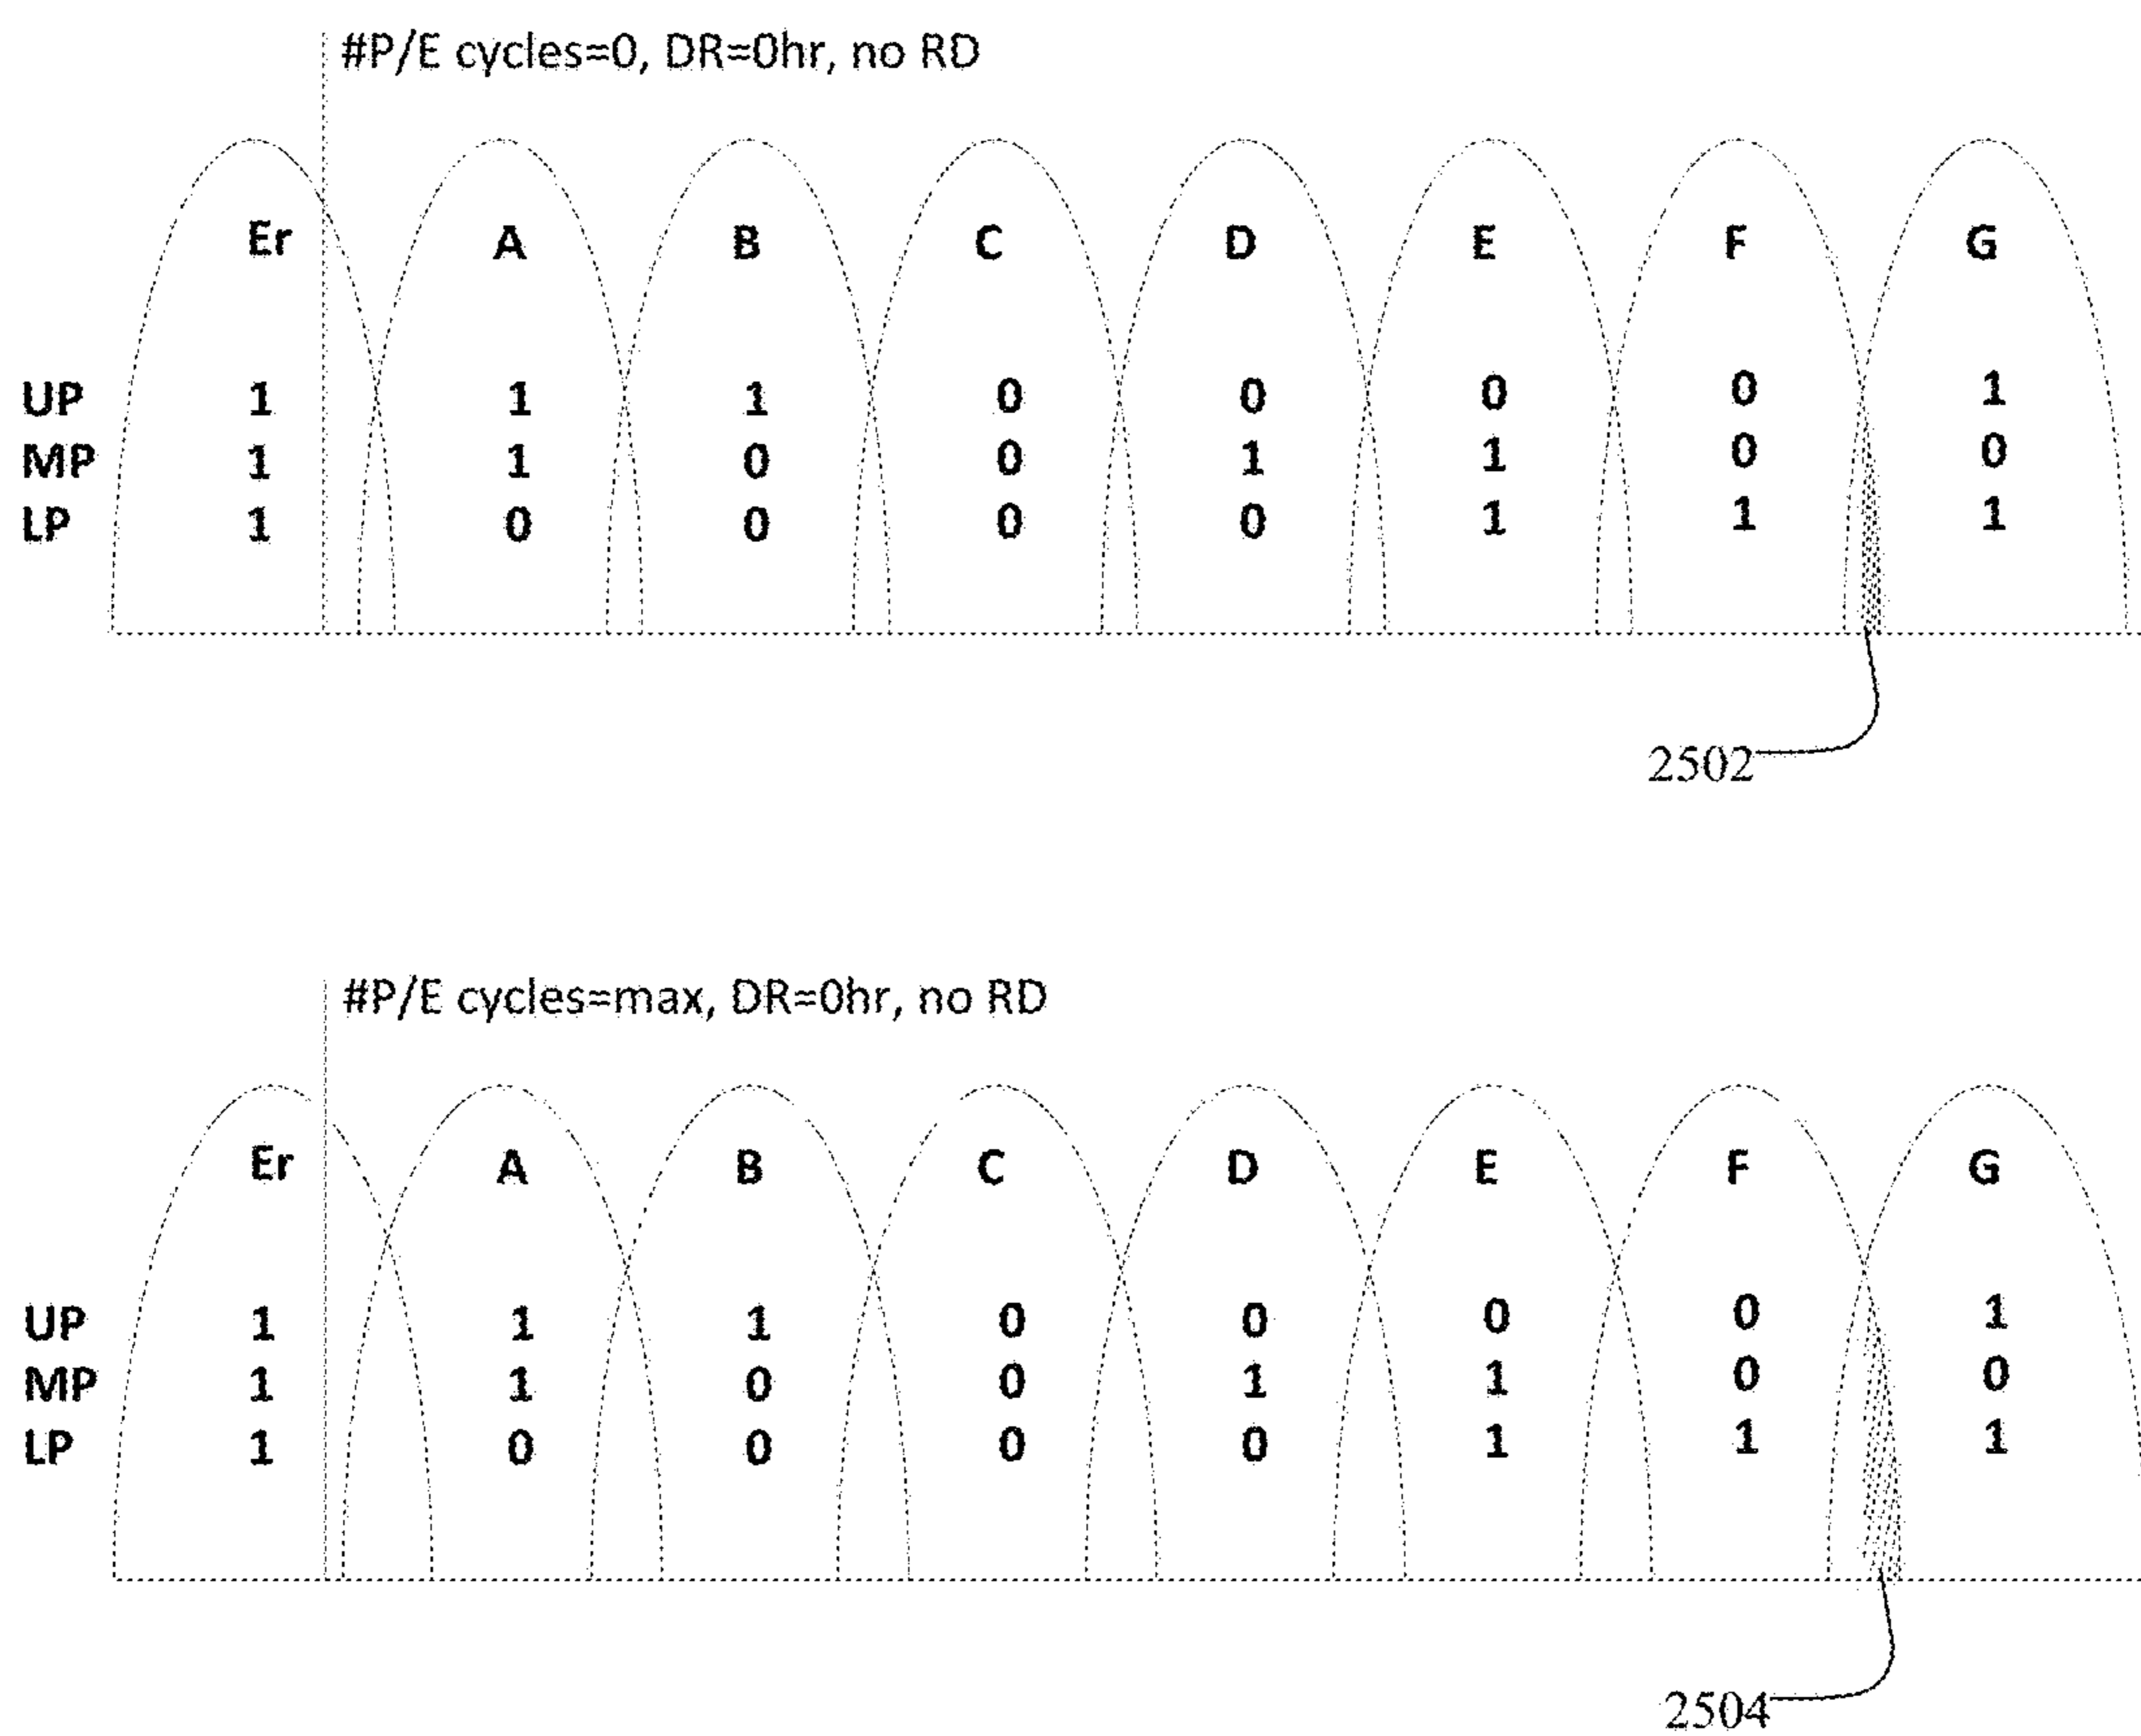 #P/E cycles=0, DR=0hr, no RD
Er A B C D E F G
UP 1 1 1 0 0 0 0 1
MP 1 1 0 0 1 1 0 0
LP 1 0 0 0 0 1 1 1
2502
#P/E cycles=max, DR=0hr, no RD
Er A B C D E F G
UP 1 1 1 0 0 0 0 1
MP 1 1 0 0 1 1 0 0
LP 1 0 0 0 0 1 1 1
2504